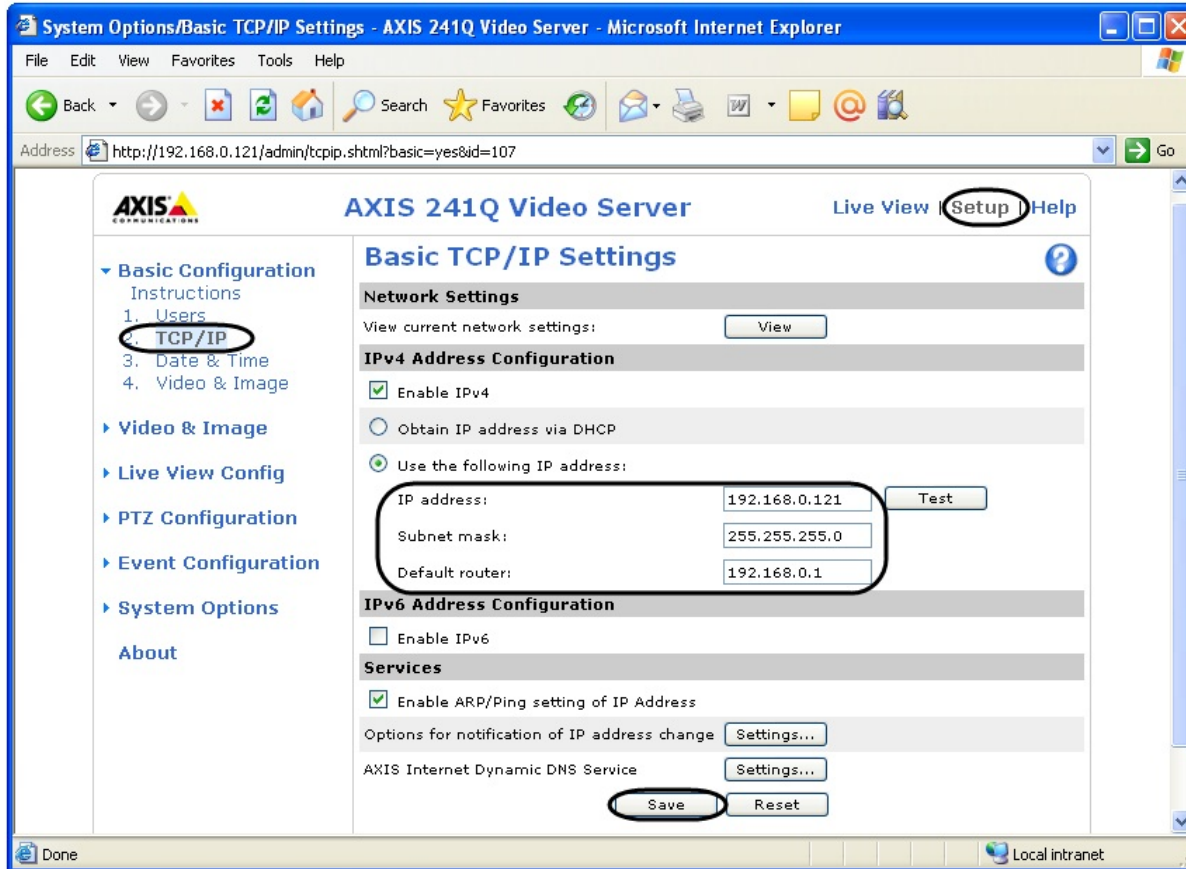 System Options/Basic TCP/IP Settings - AXIS 241Q Video Server - Microsoft Internet Explorer
File Edit View Favorites Tools Help
Back Search Favorites
Address http://192.168.0.121/admin/tcpip.shtml?basic=yes&id=107 Go
AXIS COMMUNICATIONS
AXIS 241Q Video Server
Live View | Setup | Help
Basic Configuration
Instructions
1. Users
2. TCP/IP
3. Date & Time
4. Video & Image
Video & Image
Live View Config
PTZ Configuration
Event Configuration
System Options
About
Basic TCP/IP Settings
Network Settings
View current network settings: View
IPv4 Address Configuration
Enable IPv4
Obtain IP address via DHCP
Use the following IP address:
IP address: 192.168.0.121 Test
Subnet mask: 255.255.255.0
Default router: 192.168.0.1
IPv6 Address Configuration
Enable IPv6
Services
Enable ARP/Ping setting of IP Address
Options for notification of IP address change Settings...
AXIS Internet Dynamic DNS Service Settings...
Save Reset
Done Local intranet